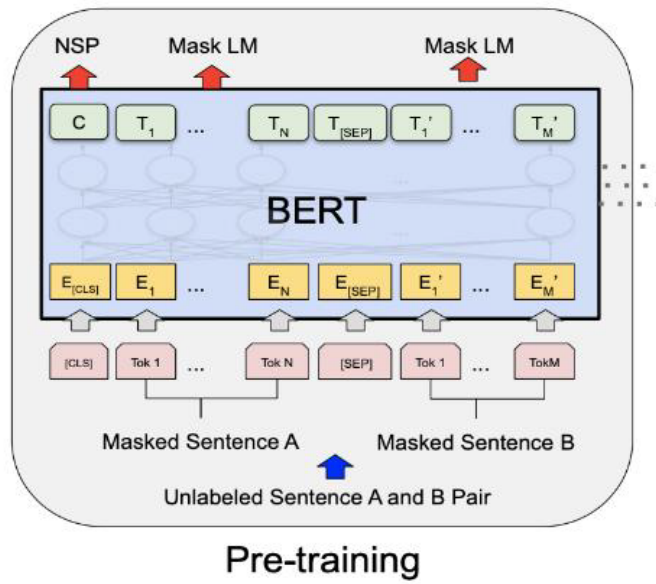 NSP Mask LM Mask LM
C T1 ... TN T[SEP] T1' ... TM'
...
BERT
E[CLS] E1 ... EN E[SEP] E1' ... EM'
[CLS] Tok 1 ... Tok N [SEP] Tok 1 ... TokM
Masked Sentence A Masked Sentence B
Unlabeled Sentence A and B Pair
Pre-training